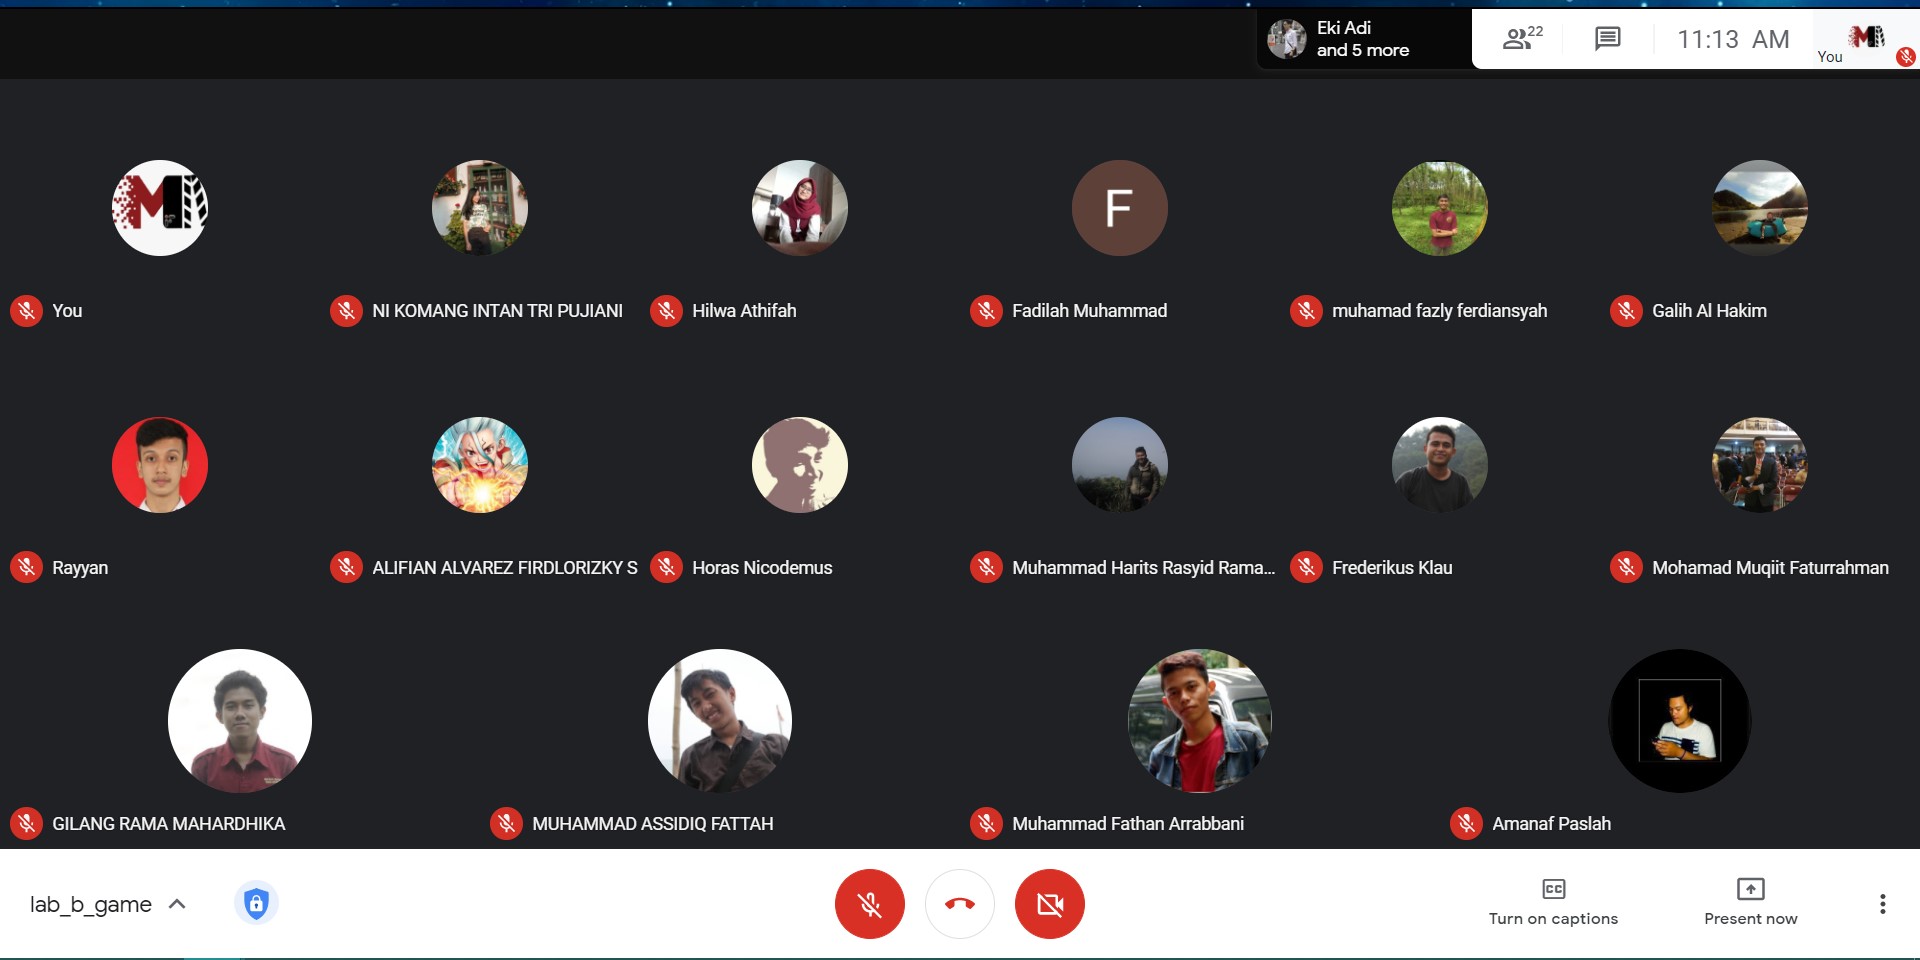 Eki Adi
and 5 more
22
11:13 AM
You
You
NI KOMANG INTAN TRI PUJIANI
Hilwa Athifah
F
Fadilah Muhammad
muhamad fazly ferdiansyah
Galih Al Hakim
Rayyan
ALIFIAN ALVAREZ FIRDLORIZKY S
Horas Nicodemus
Muhammad Harits Rasyid Rama...
Frederikus Klau
Mohamad Muqiit Faturrahman
GILANG RAMA MAHARDHIKA
MUHAMMAD ASSIDIQ FATTAH
Muhammad Fathan Arrabbani
Amanaf Paslah
lab_b_game
CC
Turn on captions
Present now